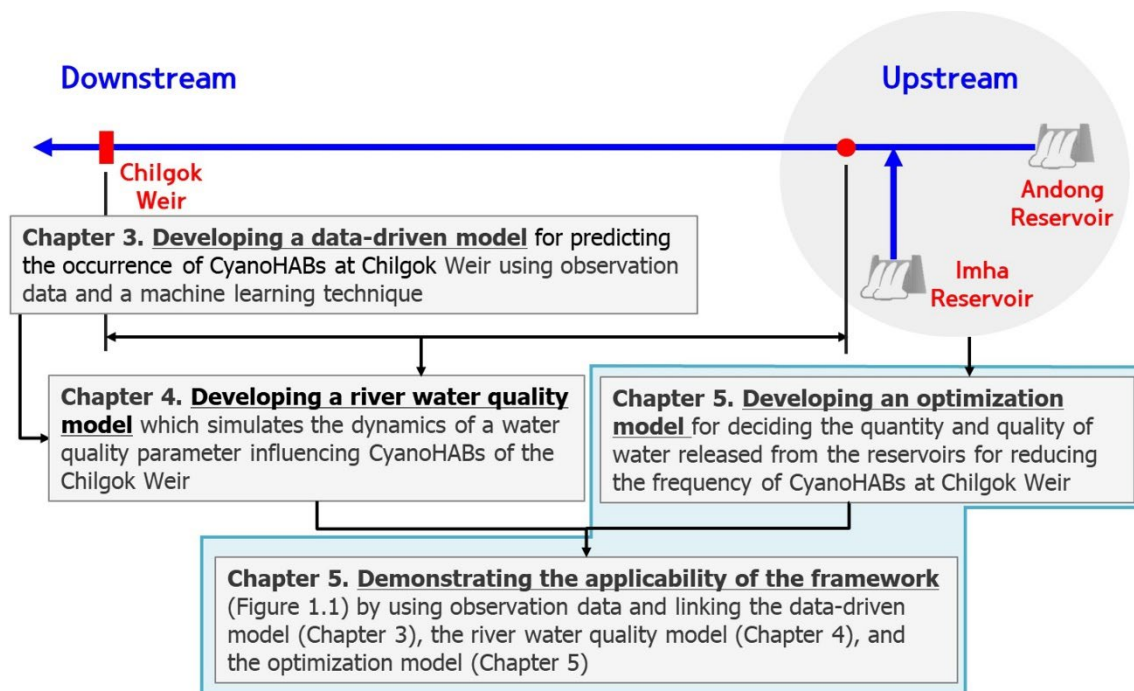 Downstream
Upstream
Chilgok
Weir
Andong
Reservoir
Imha
Reservoir
Chapter 3. Developing a data-driven model for predicting
the occurrence of CyanoHABs at Chilgok Weir using observation
data and a machine learning technique
Chapter 4. Developing a river water quality
model which simulates the dynamics of a water
quality parameter influencing CyanoHABs of the
Chilgok Weir
Chapter 5. Developing an optimization
model for deciding the quantity and quality of
water released from the reservoirs for reducing
the frequency of CyanoHABs at Chilgok Weir
Chapter 5. Demonstrating the applicability of the framework
(Figure 1.1) by using observation data and linking the data-driven
model (Chapter 3), the river water quality model (Chapter 4), and
the optimization model (Chapter 5)